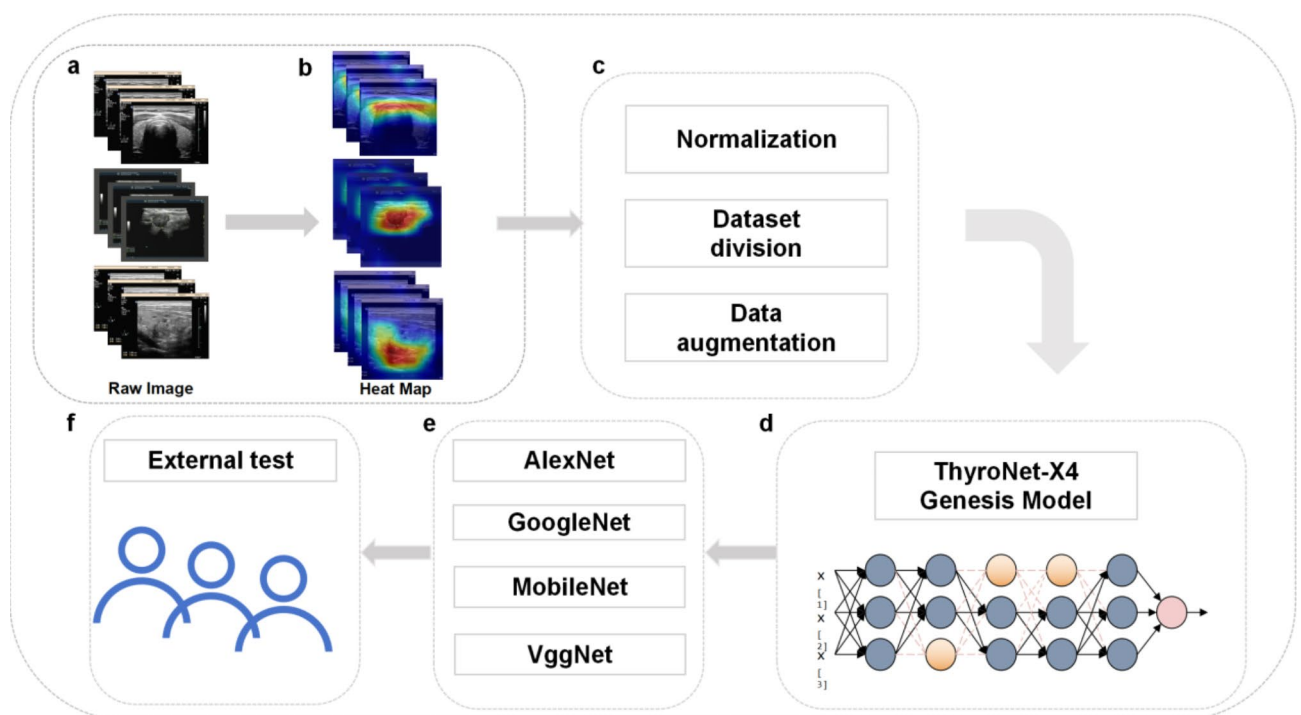 a
b
c
Raw Image
Heat Map
Normalization
Dataset
division
Data
augmentation
f
e
d
External test
AlexNet
GoogleNet
MobileNet
VggNet
ThyroNet-X4
Genesis Model
x
[
1]
x
[
2]
x
[
3]